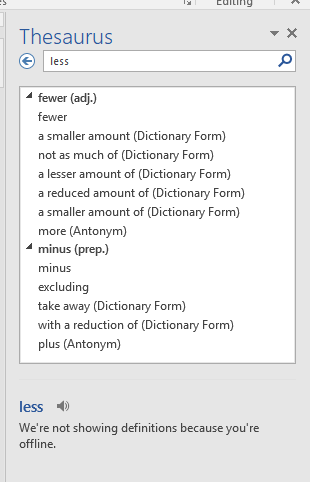 Editing
Thesaurus
less
fewer (adj.)
fewer
a smaller amount (Dictionary Form)
not as much of (Dictionary Form)
a lesser amount of (Dictionary Form)
a reduced amount of (Dictionary Form)
a smaller amount of (Dictionary Form)
more (Antonym)
minus (prep.)
minus
excluding
take away (Dictionary Form)
with a reduction of (Dictionary Form)
plus (Antonym)
less
We're not showing definitions because you're
offline.